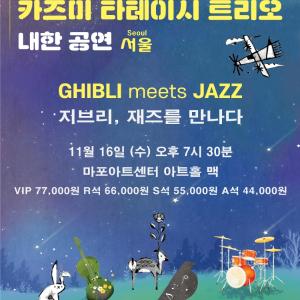 카즈미 타테이시 트리오
내한 공연 Seoul 서울
GHIBLI meets JAZZ
지브리, 재즈를 만나다
11월 16일 (수) 오후 7시 30분
마포아트센터 아트홀 맥
VIP 77,000원 R석 66,000원 S석 55,000원 A석 44,000원